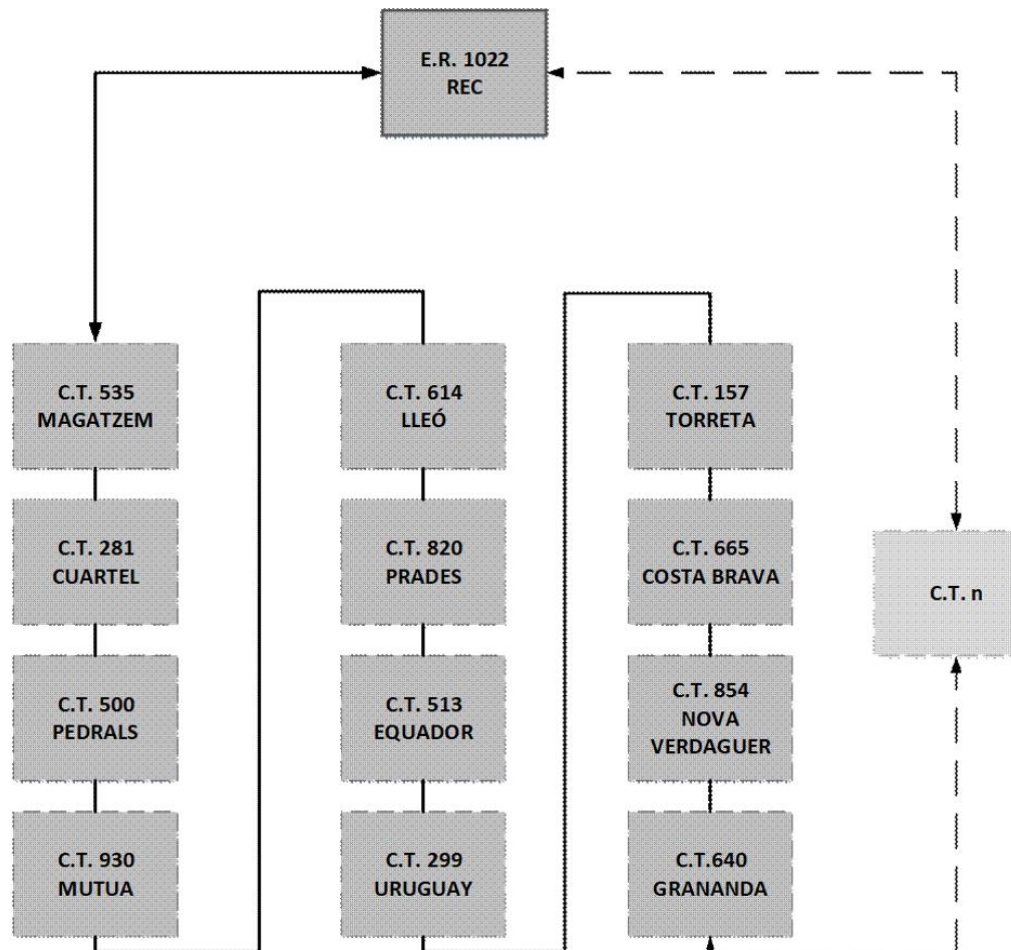 E.R. 1022
REC
C.T. 535
MAGATZEM
C.T. 281
CUARTEL
C.T. 500
PEDRALS
C.T. 930
MUTUA
C.T. 614
LLEÓ
C.T. 820
PRADES
C.T. 513
EQUADOR
C.T. 299
URUGUAY
C.T. 157
TORRETA
C.T. 665
COSTA BRAVA
C.T. 854
NOVA
VERDAGUER
C.T.640
GRANANDA
C.T. n